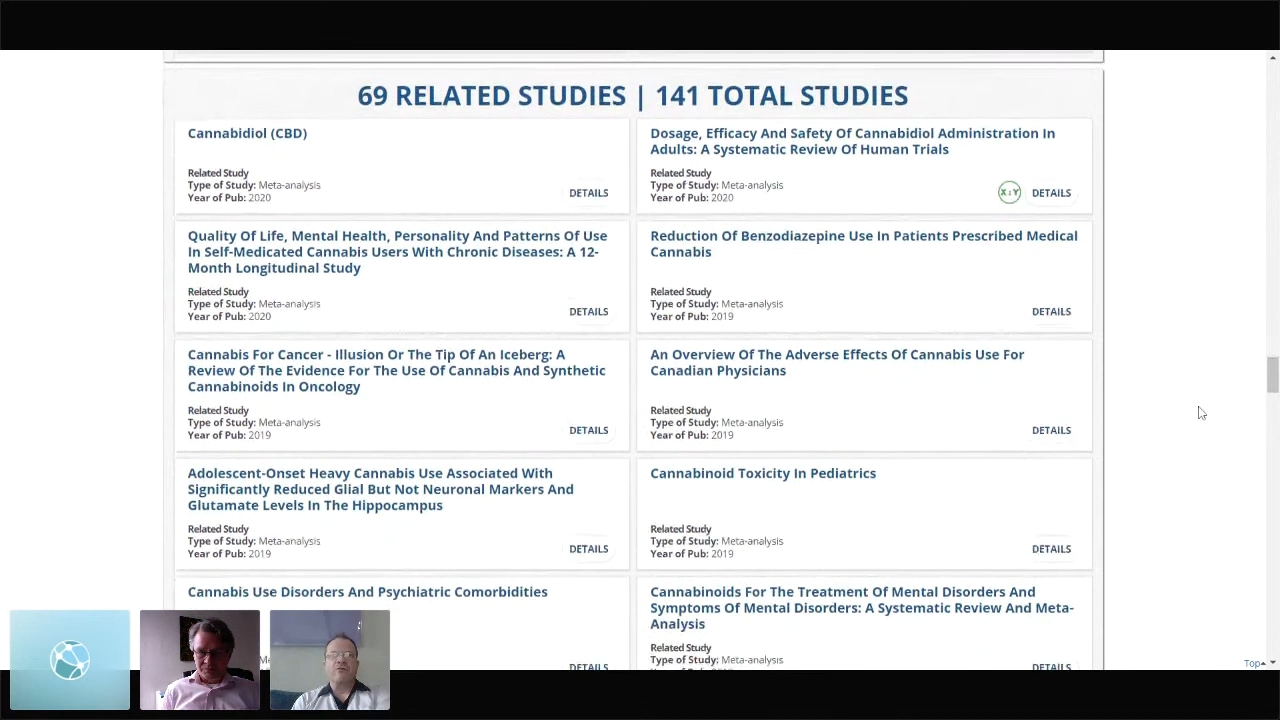 69 RELATED STUDIES | 141 TOTAL STUDIES
Cannabidiol (CBD)
Related Study
Type of Study: Meta-analysis
Year of Pub: 2020
DETAILS
Dosage, Efficacy And Safety Of Cannabidiol Administration In
Adults: A Systematic Review Of Human Trials
Related Study
Type of Study: Meta-analysis
Year of Pub: 2020
X:Y
DETAILS
Quality Of Life, Mental Health, Personality And Patterns Of Use
In Self-Medicated Cannabis Users With Chronic Diseases: A 12-
Month Longitudinal Study
Related Study
Type of Study: Meta-analysis
Year of Pub: 2020
DETAILS
Reduction Of Benzodiazepine Use In Patients Prescribed Medical
Cannabis
Related Study
Type of Study: Meta-analysis
Year of Pub: 2019
DETAILS
Cannabis For Cancer - Illusion Or The Tip Of An Iceberg: A
Review Of The Evidence For The Use Of Cannabis And Synthetic
Cannabinoids In Oncology
Related Study
Type of Study: Meta-analysis
Year of Pub: 2019
DETAILS
An Overview Of The Adverse Effects Of Cannabis Use For
Canadian Physicians
Related Study
Type of Study: Meta-analysis
Year of Pub: 2019
DETAILS
Adolescent-Onset Heavy Cannabis Use Associated With
Significantly Reduced Glial But Not Neuronal Markers And
Glutamate Levels In The Hippocampus
Related Study
Type of Study: Meta-analysis
Year of Pub: 2019
DETAILS
Cannabinoid Toxicity In Pediatrics
Related Study
Type of Study: Meta-analysis
Year of Pub: 2019
DETAILS
Cannabis Use Disorders And Psychiatric Comorbidities
DETAILS
Cannabinoids For The Treatment Of Mental Disorders And
Symptoms Of Mental Disorders: A Systematic Review And Meta-
Analysis
Related Study
Type of Study: Meta-analysis
DETAILS
Top